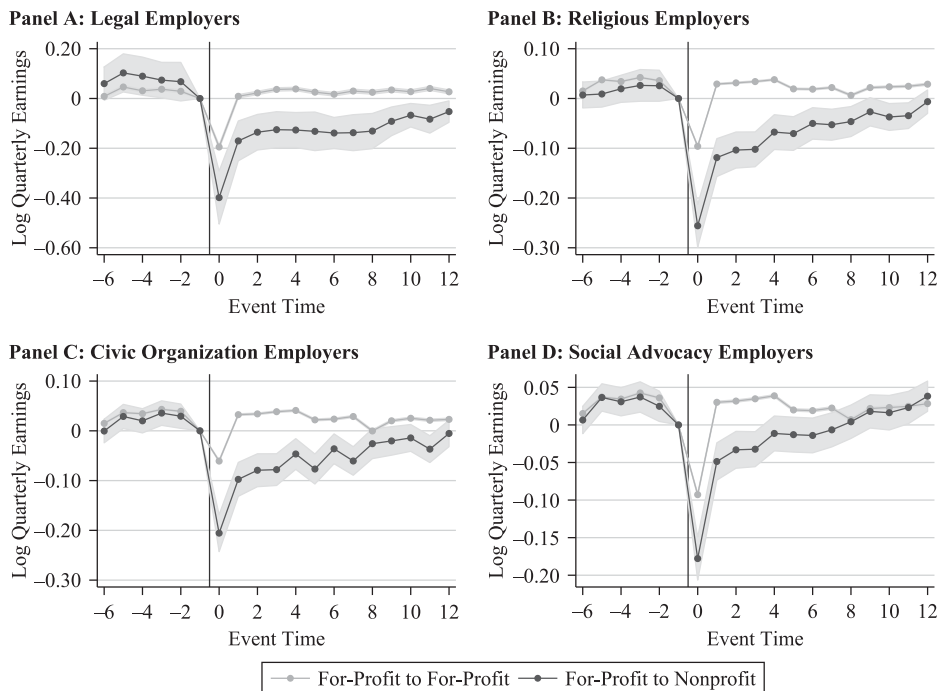 Panel A: Legal Employers
Log Quarterly Earnings
0.20
0
–0.20
–0.40
–0.60
–6 –4 –2 0 2 4 6 8 10 12
Event Time
Panel B: Religious Employers
Log Quarterly Earnings
0.10
0
–0.10
–0.20
–0.30
–6 –4 –2 0 2 4 6 8 10 12
Event Time
Panel C: Civic Organization Employers
Log Quarterly Earnings
0.10
0
–0.10
–0.20
–0.30
–6 –4 –2 0 2 4 6 8 10 12
Event Time
Panel D: Social Advocacy Employers
Log Quarterly Earnings
0.05
0
–0.05
–0.10
–0.15
–0.20
–6 –4 –2 0 2 4 6 8 10 12
Event Time
For-Profit to For-Profit For-Profit to Nonprofit